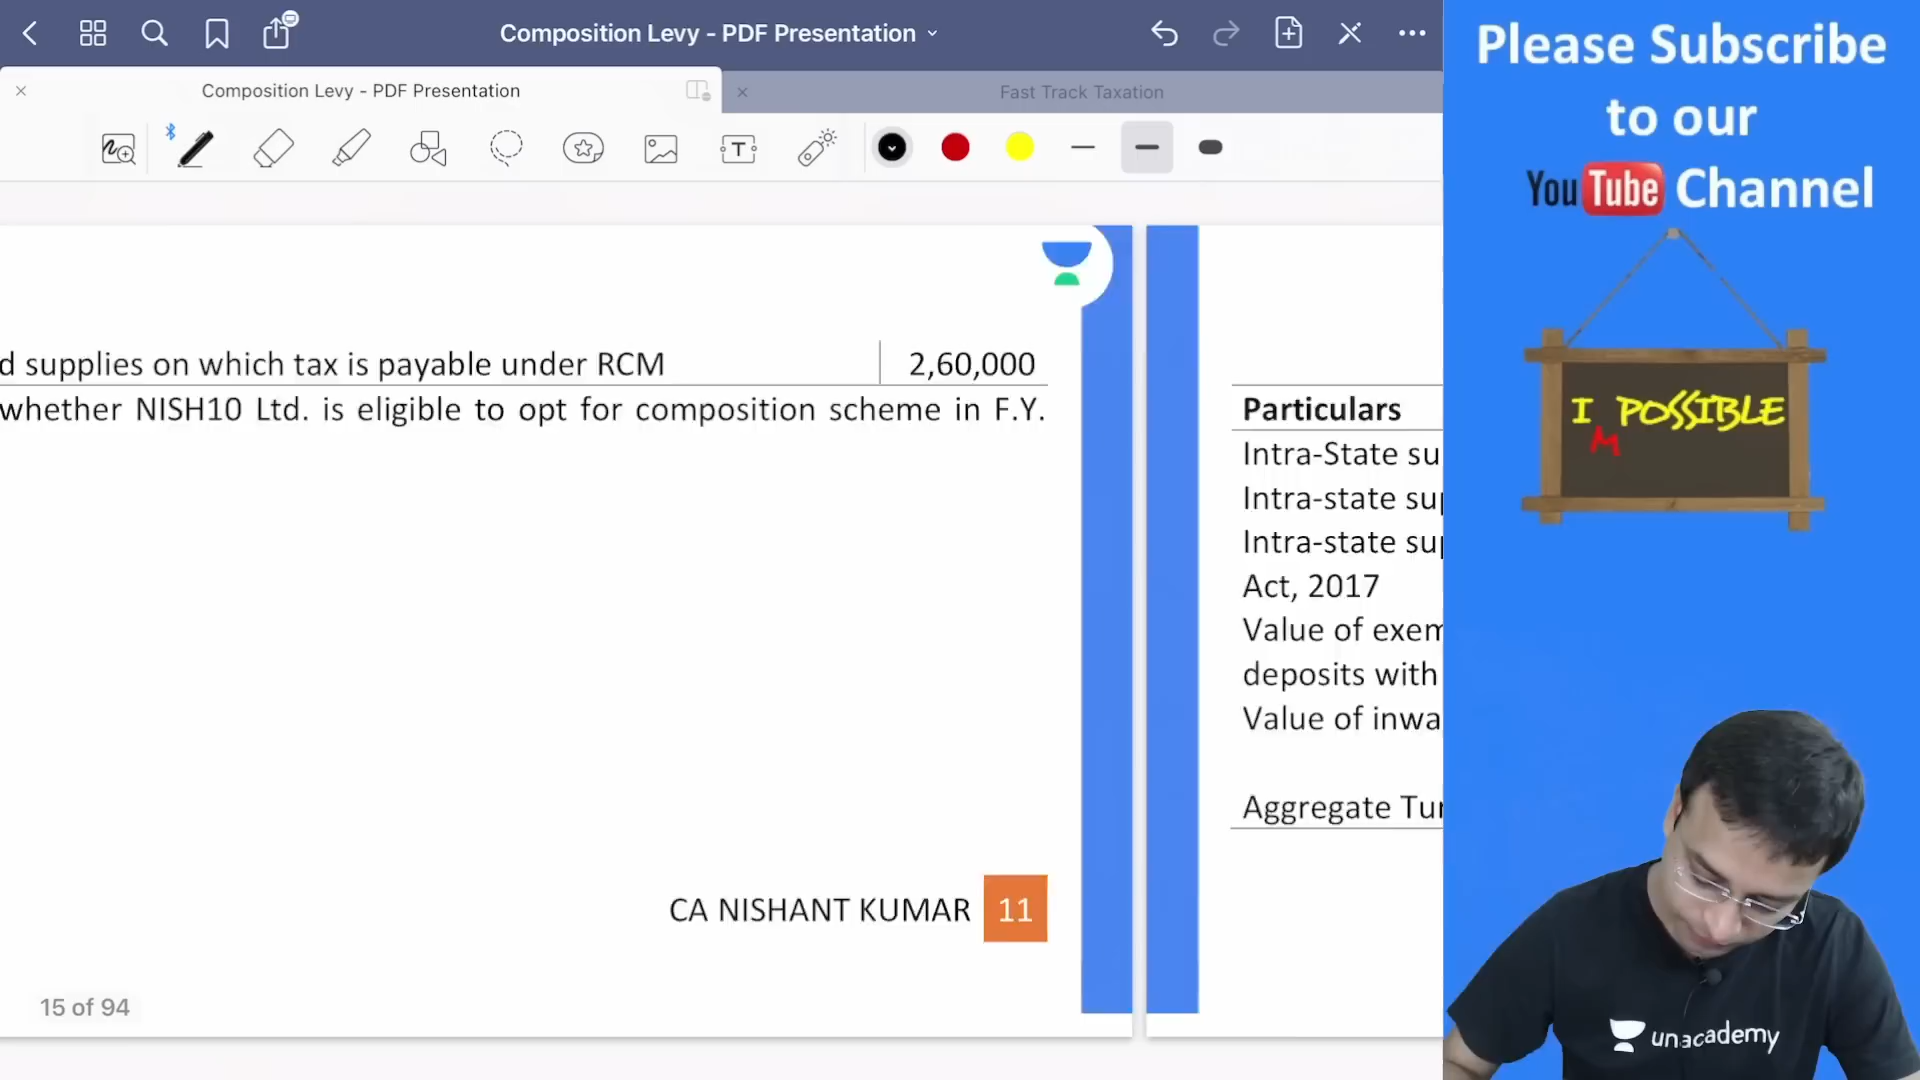 Composition Levy - PDF Presentation
Composition Levy - PDF Presentation
Fast Track Taxation
T
d supplies on which tax is payable under RCM 2,60,000
whether NISH10 Ltd. is eligible to opt for composition scheme in F.Y.
CA NISHANT KUMAR 11
15 of 94
Particulars
Intra-State su
Intra-state su
Intra-state su
Act, 2017
Value of exem
deposits with
Value of inwa
Aggregate Tur
Please Subscribe
to our
YouTube Channel
I POSSIBLE
M
unacademy